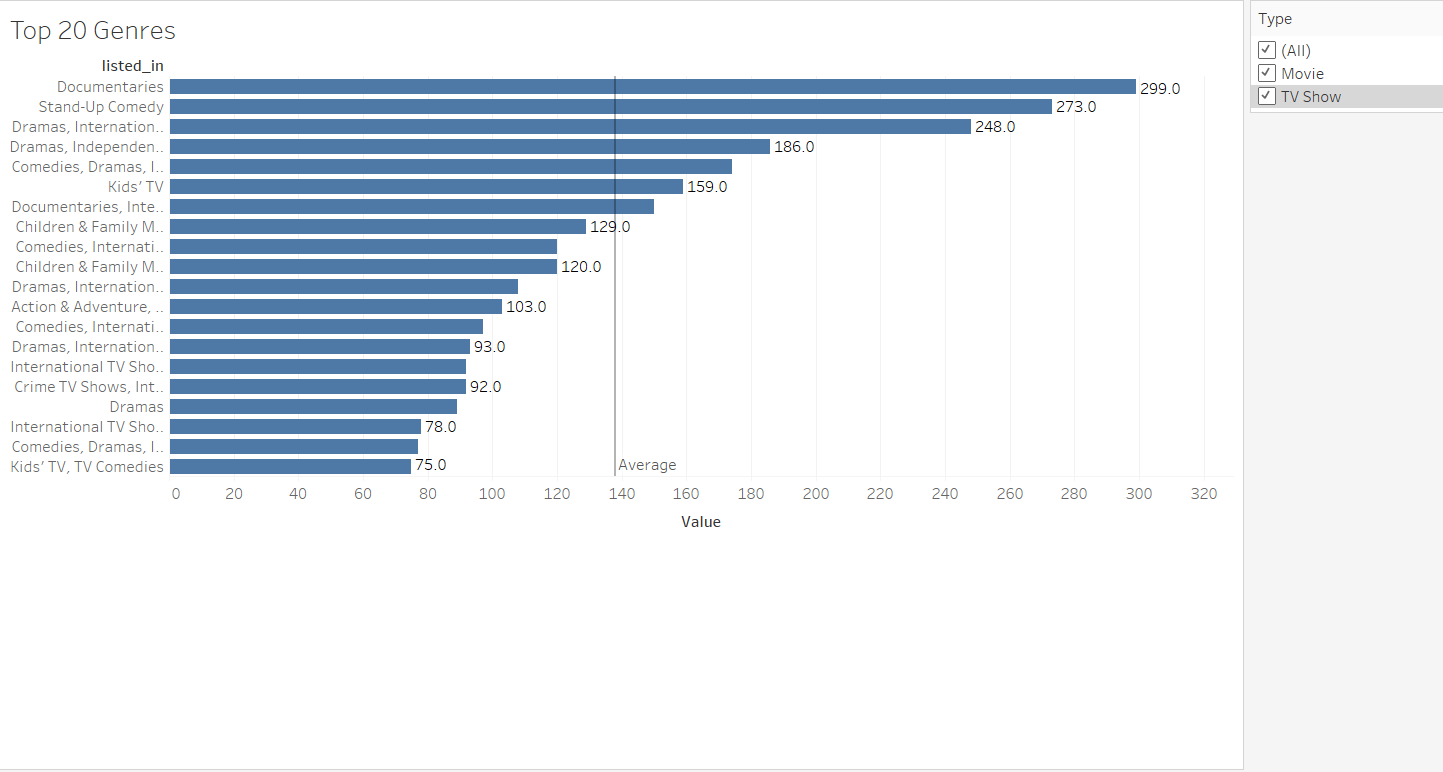 Top 20 Genres
Type
(All)
Movie
TV Show
listed_in
Documentaries 299.0
Stand-Up Comedy 273.0
Dramas, Internation.. 248.0
Dramas, Independen.. 186.0
Comedies, Dramas, I..
Kids' TV 159.0
Documentaries, Inte..
Children & Family M.. 129.0
Comedies, Internati..
Children & Family M.. 120.0
Dramas, Internation..
Action & Adventure, .. 103.0
Comedies, Internati..
Dramas, Internation.. 93.0
International TV Sho..
Crime TV Shows, Int.. 92.0
Dramas
International TV Sho.. 78.0
Comedies, Dramas, I..
Kids' TV, TV Comedies 75.0
Average
0 20 40 60 80 100 120 140 160 180 200 220 240 260 280 300 320
Value